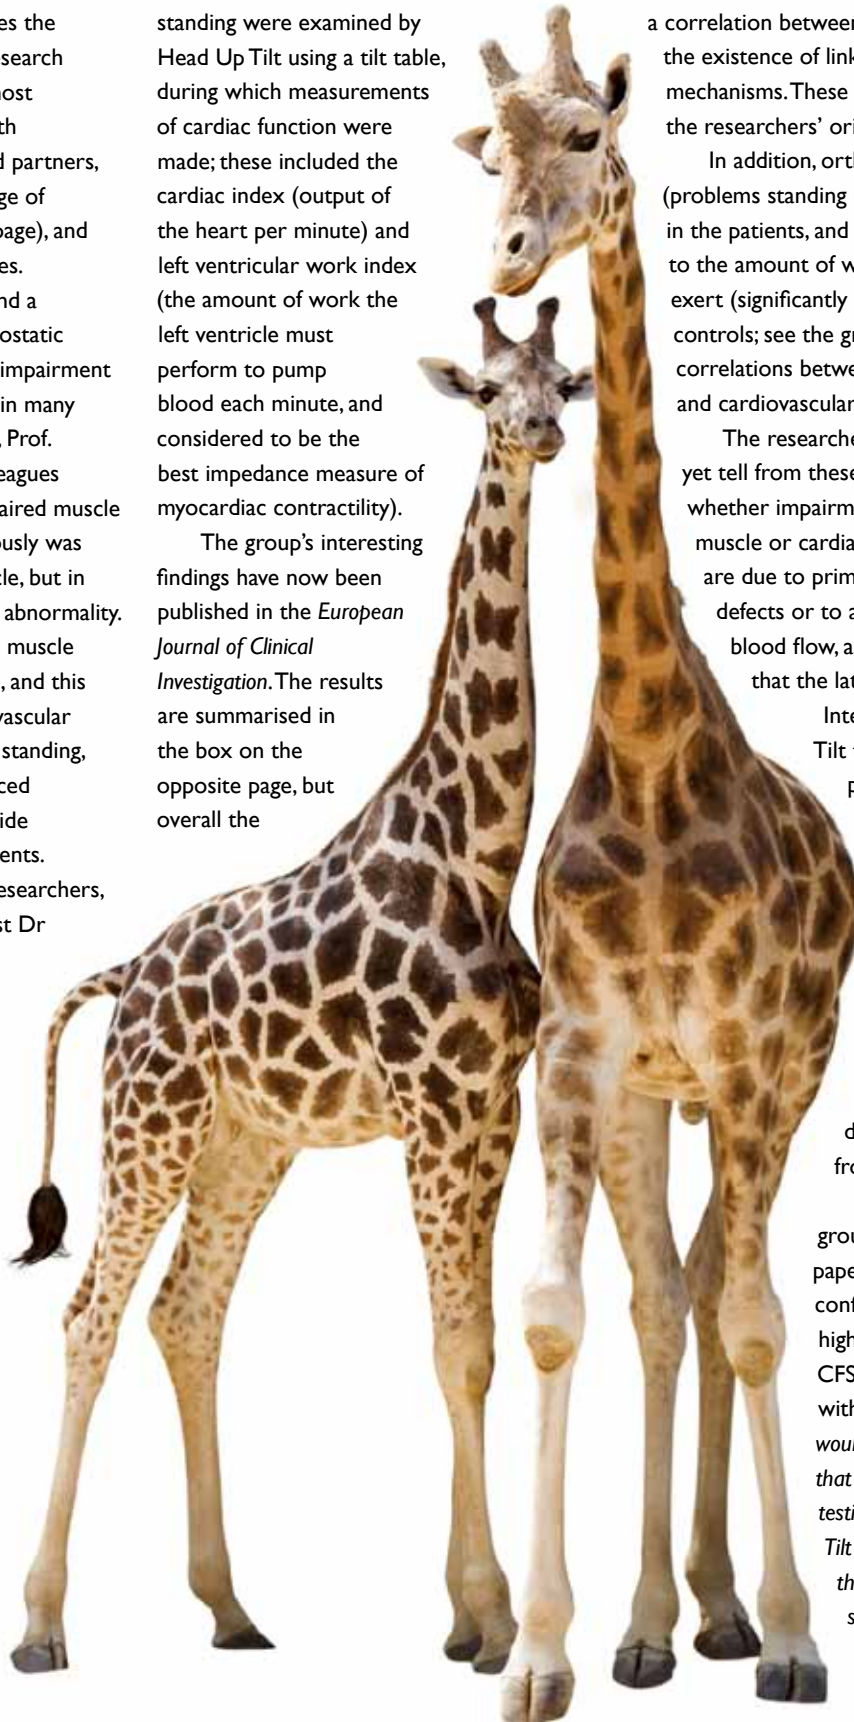 es the
search
most
th
d partners,
ge of
page), and
es.
nd a
ostatic
impairment
in many
, Prof.
eagues
aired muscle
ously was
cle, but in
abnormality.
muscle
, and this
vascular
standing,
ced
ide
ents.
esearchers,
st Dr
standing were examined by
Head Up Tilt using a tilt table,
during which measurements
of cardiac function were
made; these included the
cardiac index (output of
the heart per minute) and
left ventricular work index
(the amount of work the
left ventricle must
perform to pump
blood each minute, and
considered to be the
best impedance measure of
myocardiac contractility).
The group's interesting
findings have now been
published in the European
Journal of Clinical
Investigation. The results
are summarised in
the box on the
opposite page, but
overall the
a correlation between
the existence of link
mechanisms. These
the researchers' ori
In addition, ort
(problems standing
in the patients, and
to the amount of w
exert (significantly
controls; see the gr
correlations betwe
and cardiovascular
The researche
yet tell from these
whether impairm
muscle or cardia
are due to prim
defects or to a
blood flow, a
that the lat
Inte
Tilt
p
d
fro
grou
pape
conf
high
CFS
with
woul
that
testi
Tilt
th
s